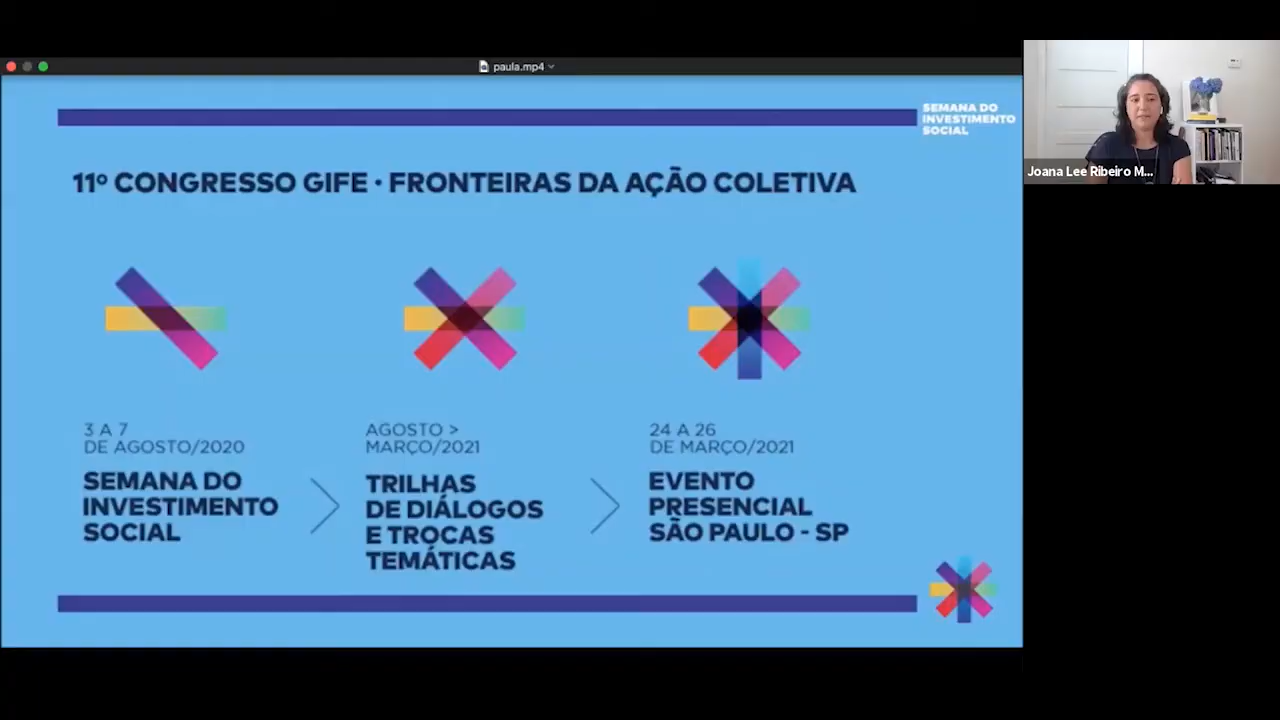 paula.mp4
SEMANA DO
INVESTIMENTO
SOCIAL
11º CONGRESSO GIFE • FRONTEIRAS DA AÇÃO COLETIVA
3 A 7
DE AGOSTO/2020
SEMANA DO
INVESTIMENTO
SOCIAL
AGOSTO >
MARÇO/2021
TRILHAS
DE DIÁLOGOS
E TROCAS
TEMÁTICAS
24 A 26
DE MARÇO/2021
EVENTO
PRESENCIAL
SÃO PAULO - SP
Joana Lee Ribeiro M...